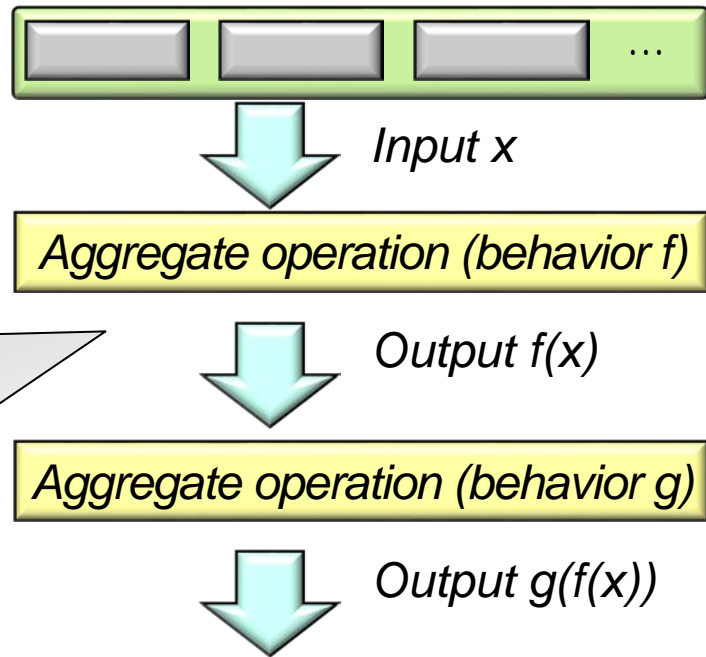 ...
Input x
Aggregate operation (behavior f)
Output f(x)
Aggregate operation (behavior g)
Output g(f(x))